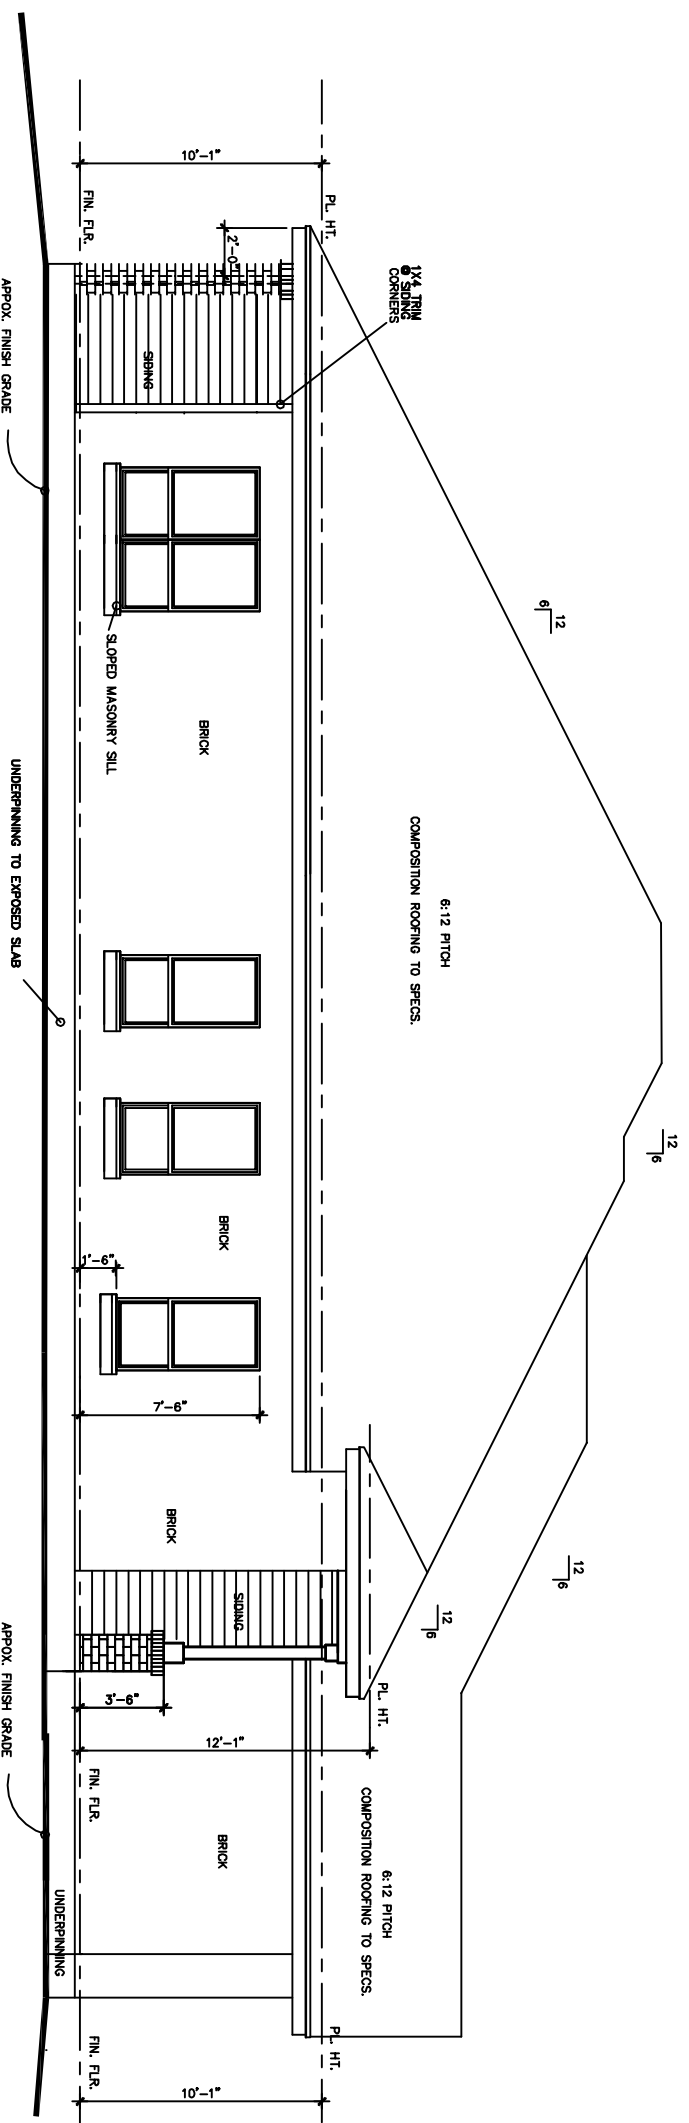 12
6
12
6
12
6
12
6
6:12 PITCH
COMPOSITION ROOFING TO SPECS.
6:12 PITCH
COMPOSITION ROOFING TO SPECS.
1X4 TRIM
@ SIDING
CORNERS
PL. HT.
PL. HT.
PL. HT.
10'-1"
2'-0"
SIDING
BRICK
BRICK
BRICK
SIDING
BRICK
12'-1"
10'-1"
7'-6"
3'-6"
1'-6"
SLOPED MASONRY SILL
FIN. FLR.
FIN. FLR.
FIN. FLR.
UNDERPINNING
APPOX. FINISH GRADE
UNDERPINNING TO EXPOSED SLAB
APPOX. FINISH GRADE